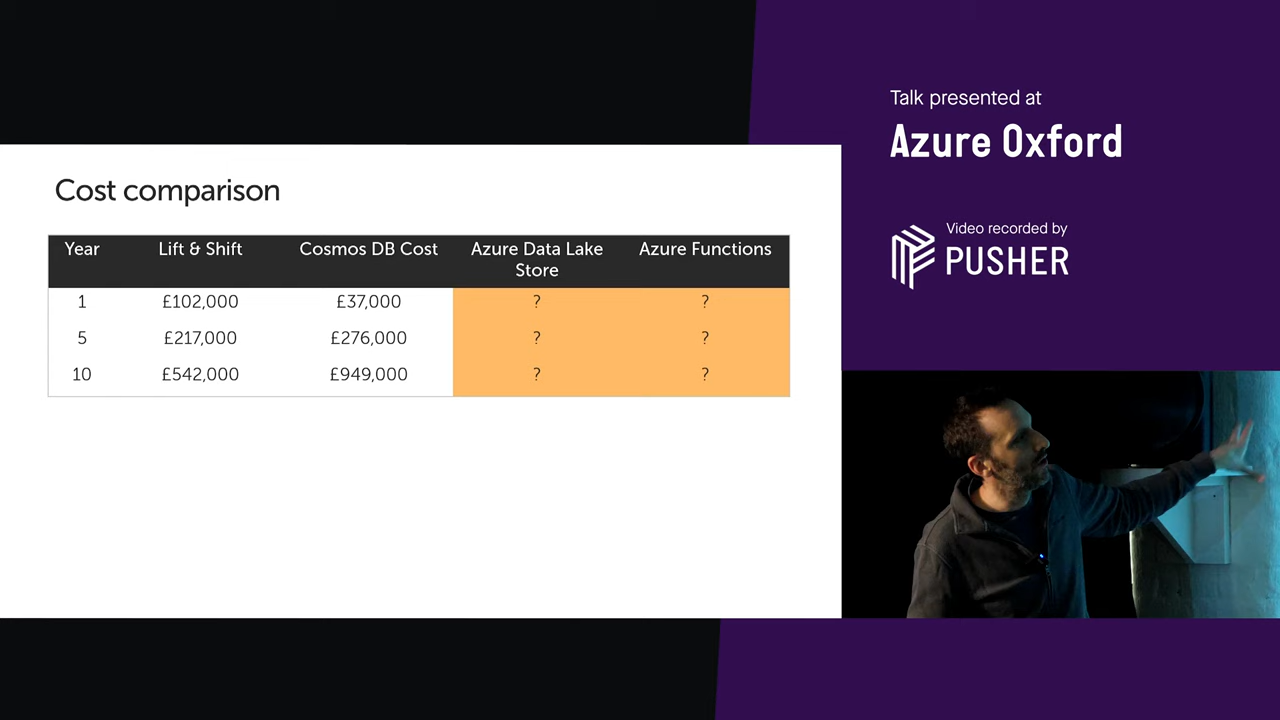 Talk presented at
Azure Oxford
Video recorded by
PUSHER
Cost comparison
Year Lift & Shift Cosmos DB Cost Azure Data Lake Store Azure Functions
1 £102,000 £37,000 ? ?
5 £217,000 £276,000 ? ?
10 £542,000 £949,000 ? ?